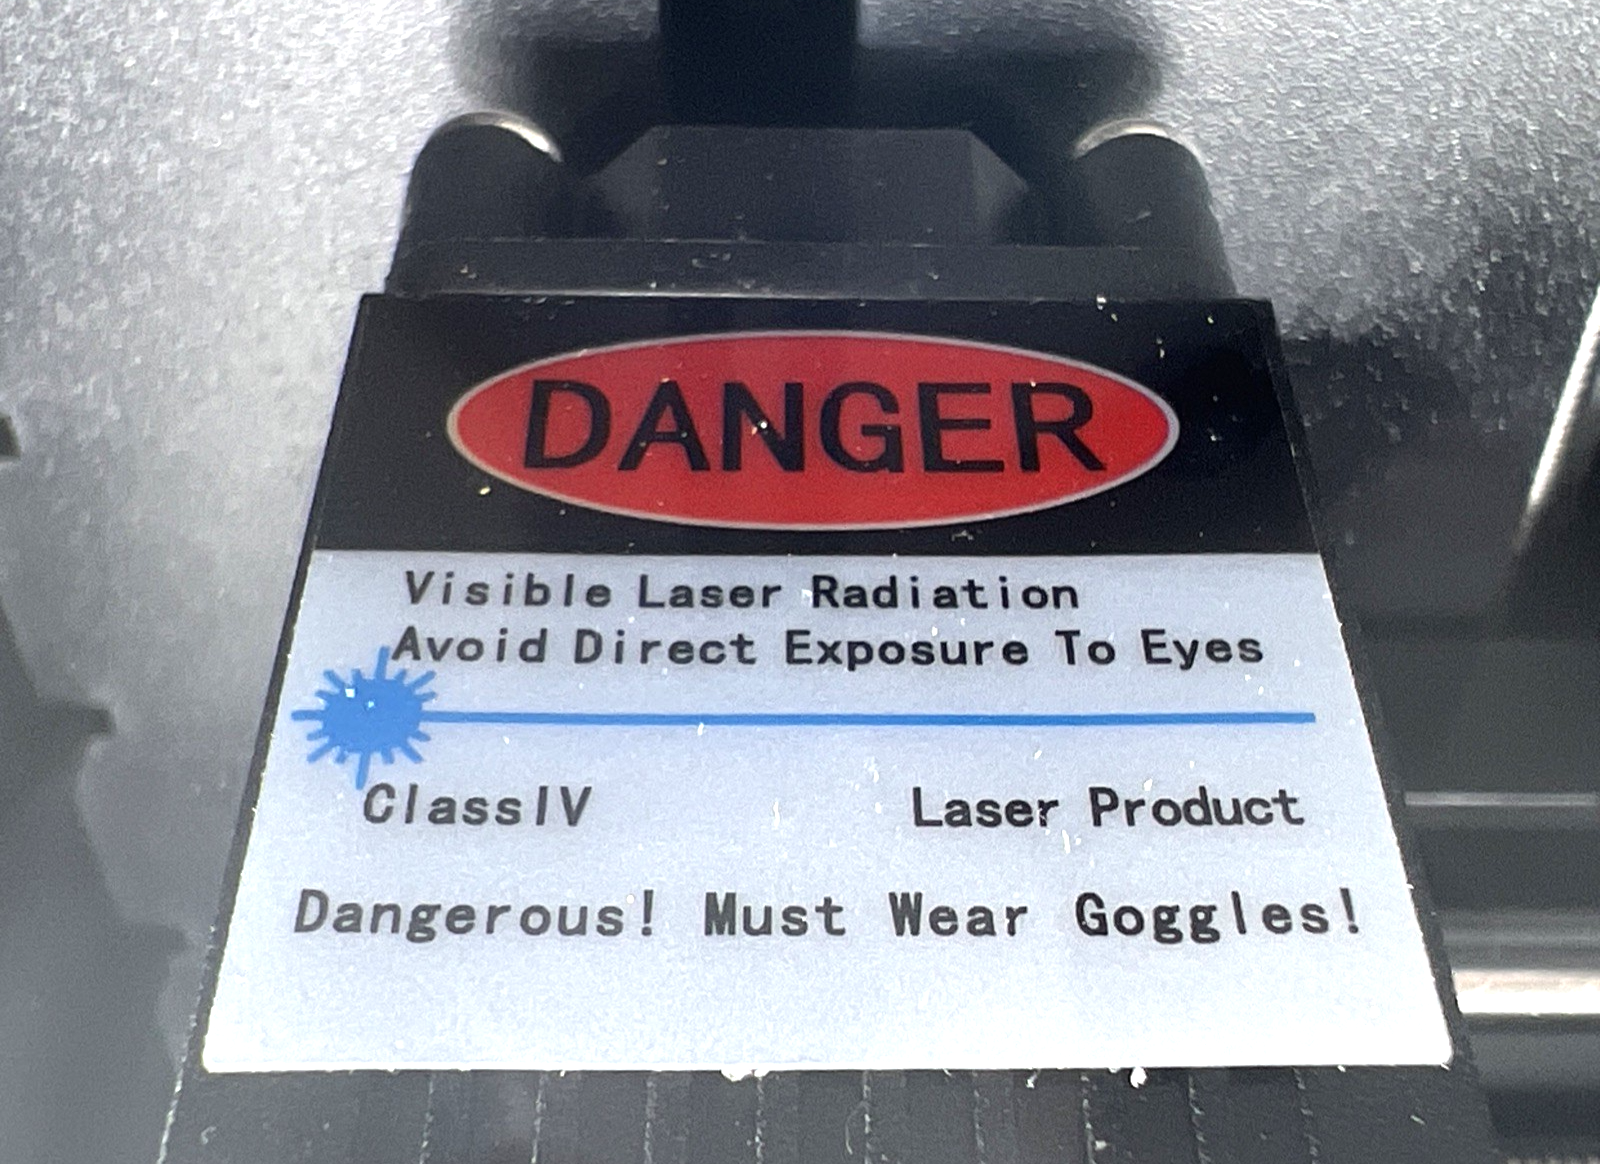 DANGER
Visible Laser Radiation
Avoid Direct Exposure To Eyes
ClassIV Laser Product
Dangerous! Must Wear Goggles!